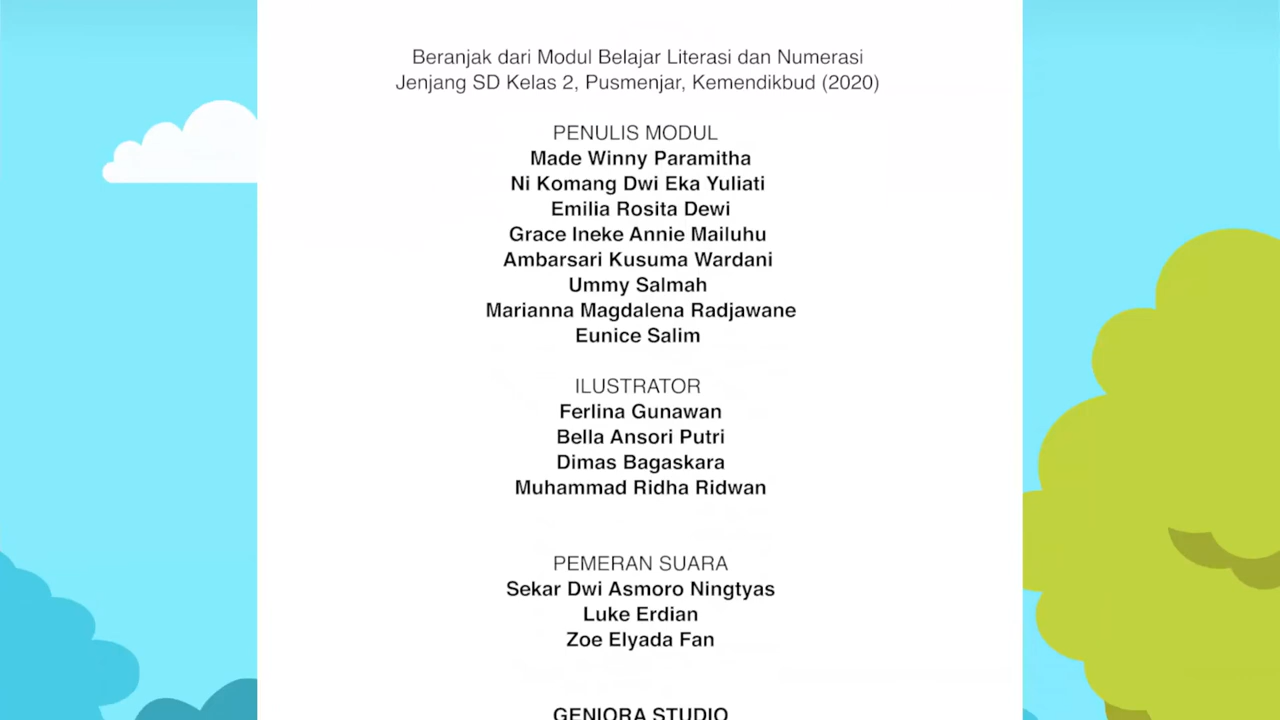 Beranjak dari Modul Belajar Literasi dan Numerasi
Jenjang SD Kelas 2, Pusmenjar, Kemendikbud (2020)
PENULIS MODUL
Made Winny Paramitha
Ni Komang Dwi Eka Yuliati
Emilia Rosita Dewi
Grace Ineke Annie Mailuhu
Ambarsari Kusuma Wardani
Ummy Salmah
Marianna Magdalena Radjawane
Eunice Salim
ILUSTRATOR
Ferlina Gunawan
Bella Ansori Putri
Dimas Bagaskara
Muhammad Ridha Ridwan
PEMERAN SUARA
Sekar Dwi Asmoro Ningtyas
Luke Erdian
Zoe Elyada Fan
GENIORA STUDIO